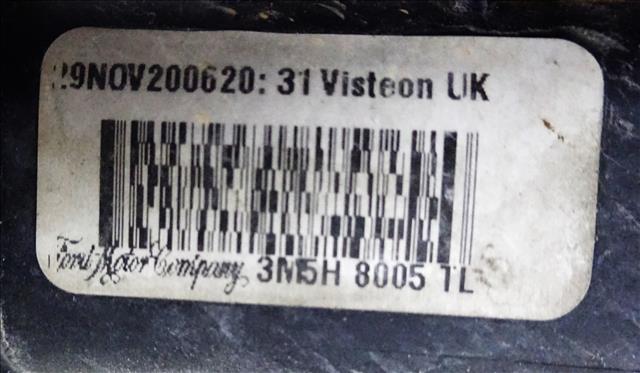 29NOV200620:31 Visteon UK
Ford Motor Company 3M5H 8005 TL